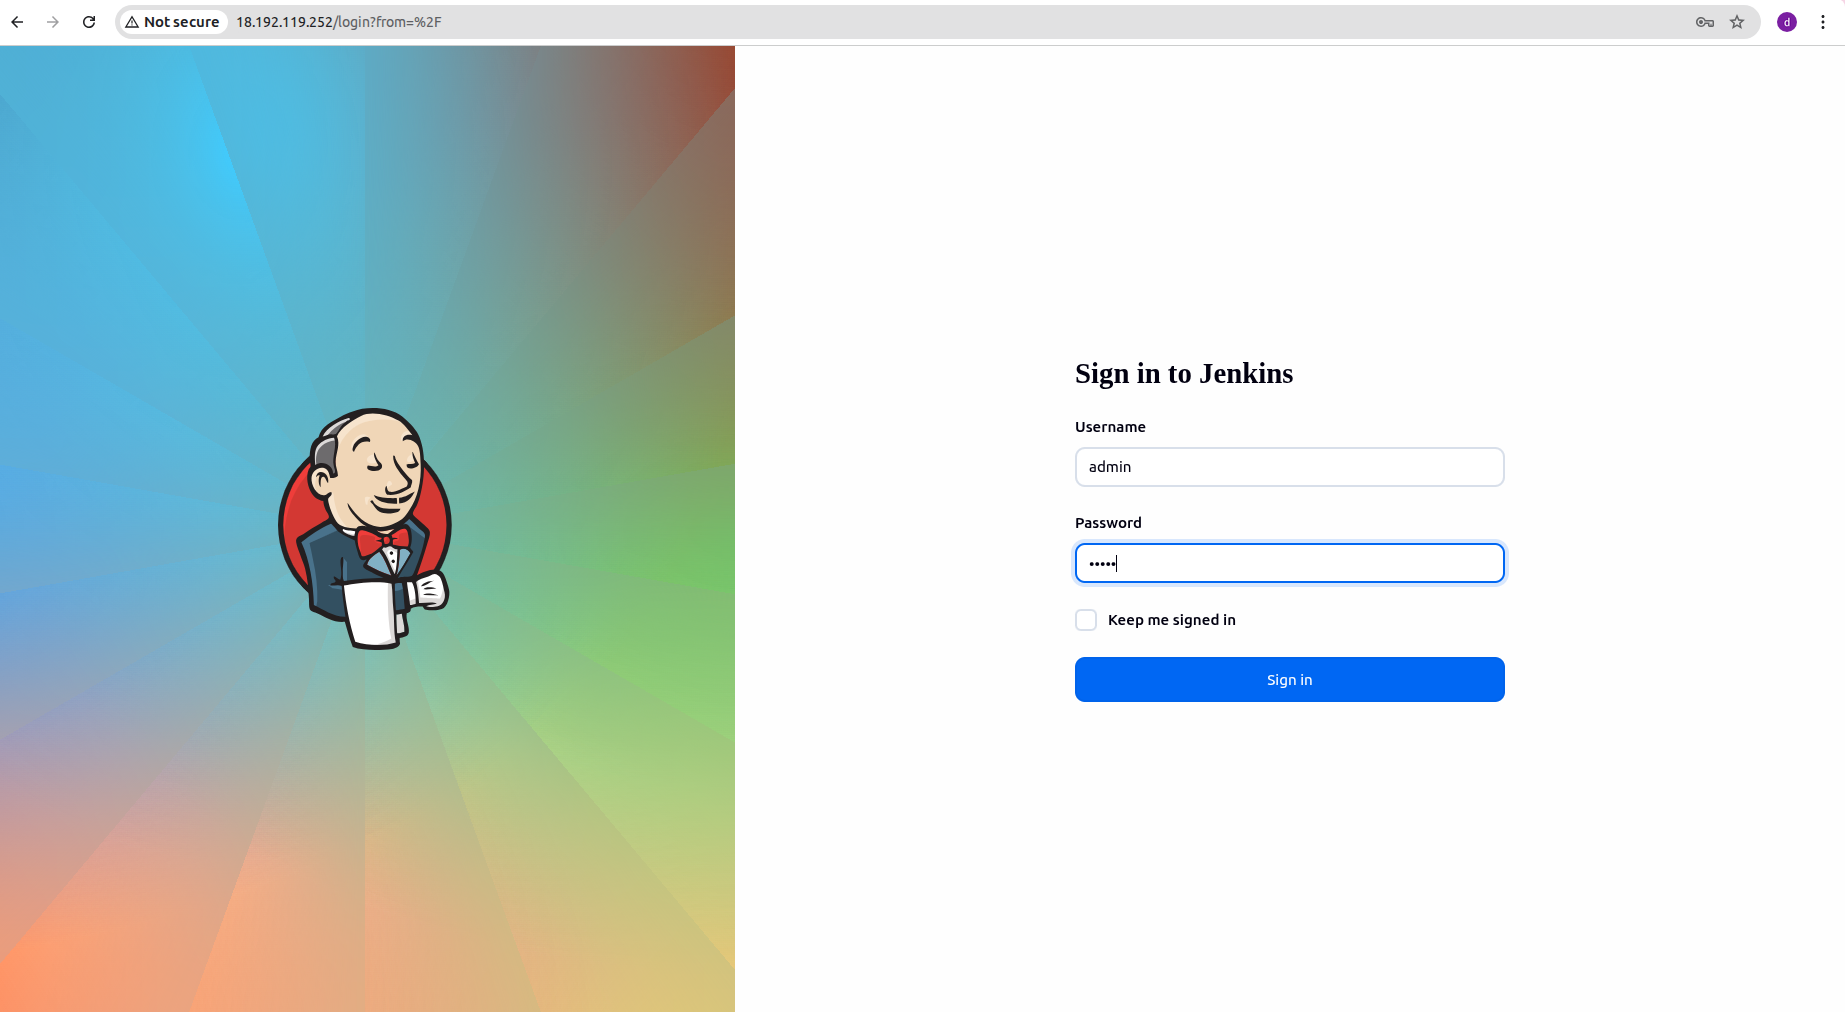 Not secure 18.192.119.252/login?from=%2F
d
Sign in to Jenkins
Username
admin
Password
•••••
Keep me signed in
Sign in